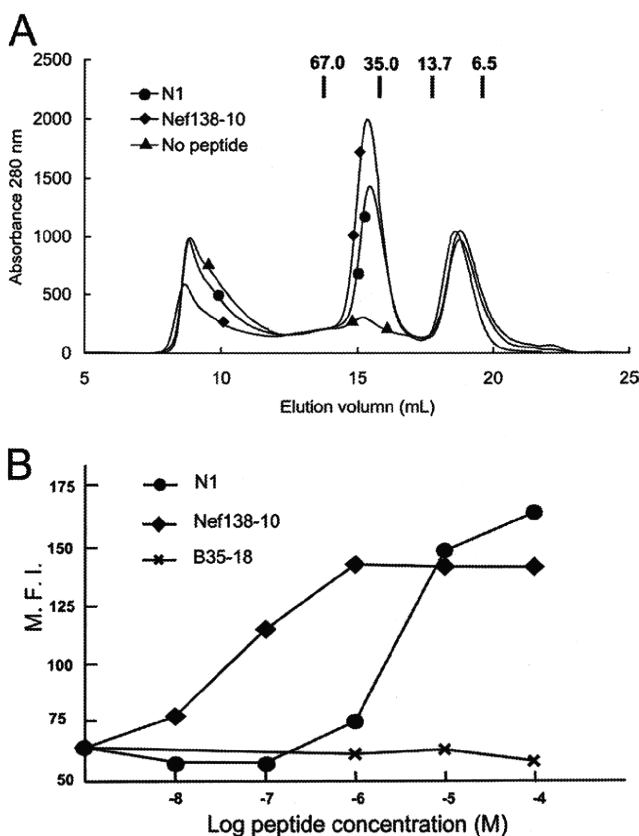 A
67.0 35.0 13.7 6.5
2500
2000
1500
1000
500
0
N1
Nef138-10
No peptide
Absorbance 280 nm
5 10 15 20 25
Elution volumn (mL)
B
175
150
125
100
75
50
N1
Nef138-10
B35-18
M. F. I.
-8 -7 -6 -5 -4
Log peptide concentration (M)